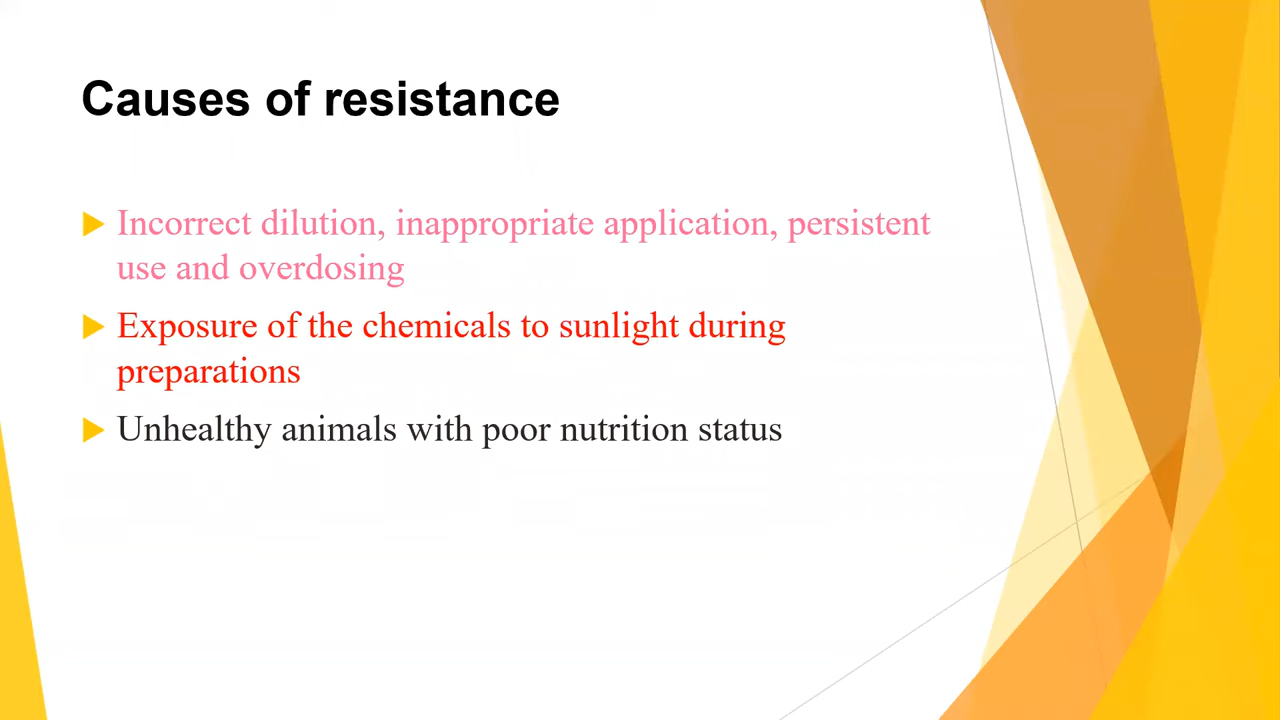 Causes of resistance
Incorrect dilution, inappropriate application, persistent
use and overdosing
Exposure of the chemicals to sunlight during
preparations
Unhealthy animals with poor nutrition status